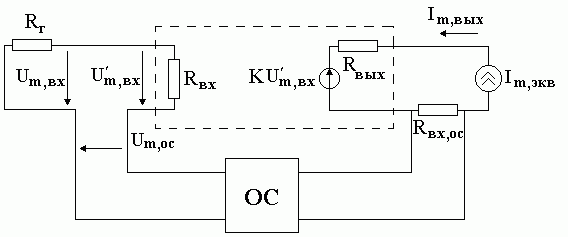 Rг
Im,вых
Um,вх
U′m,вх
Rвх
KU′m,вх
Rвых
Im,экв
Rвх,ос
Um,ос
ОС